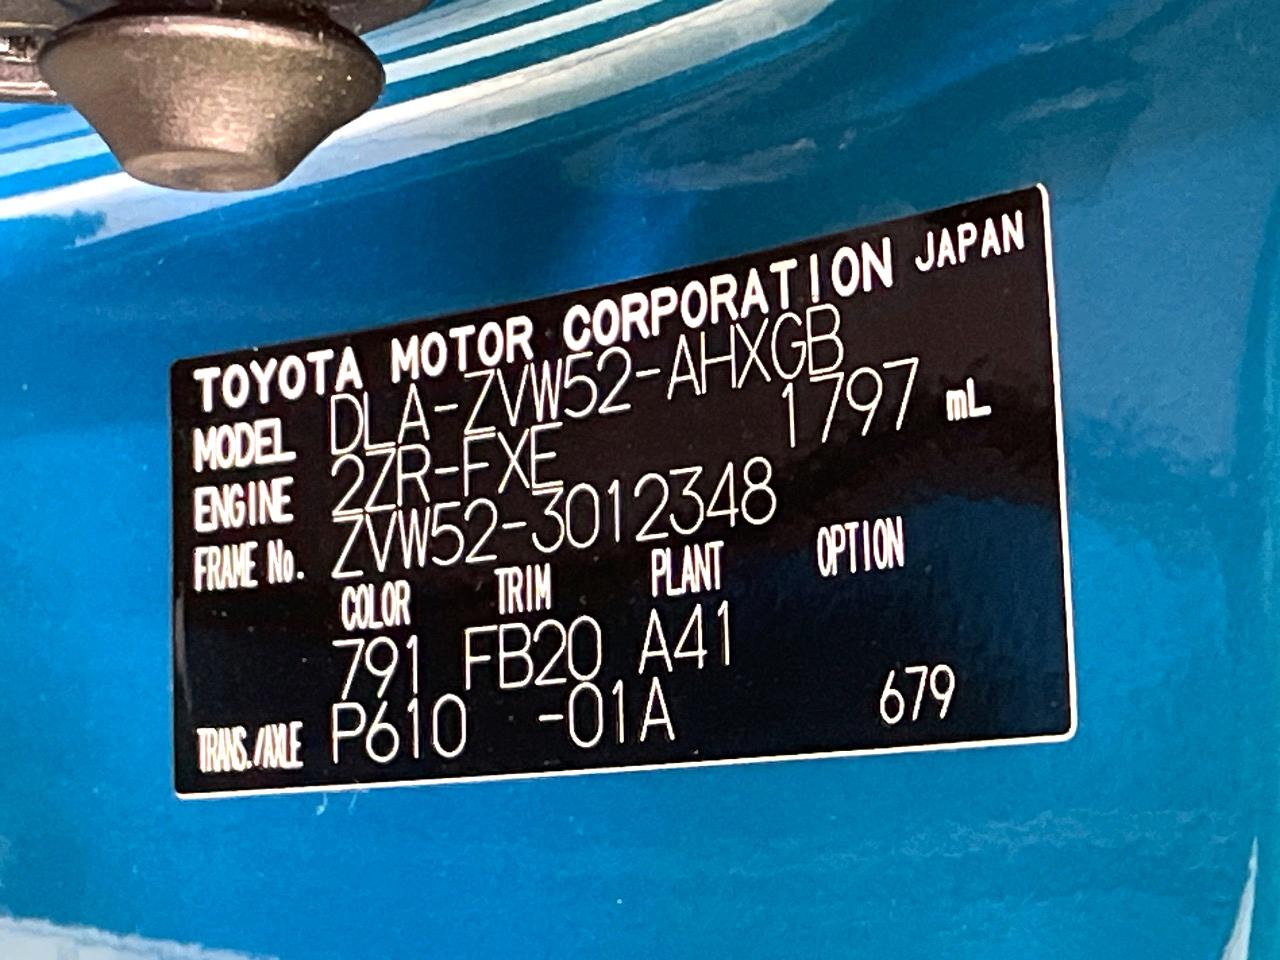 TOYOTA MOTOR CORPORATION JAPAN
MODEL DLA-ZVW52-AHXGB
ENGINE 2ZR-FXE 1797 mL
FRAME No. ZVW52-3012348
COLOR TRIM PLANT OPTION
791 FB20 A41
TRANS./AXLE P610 -01A 679